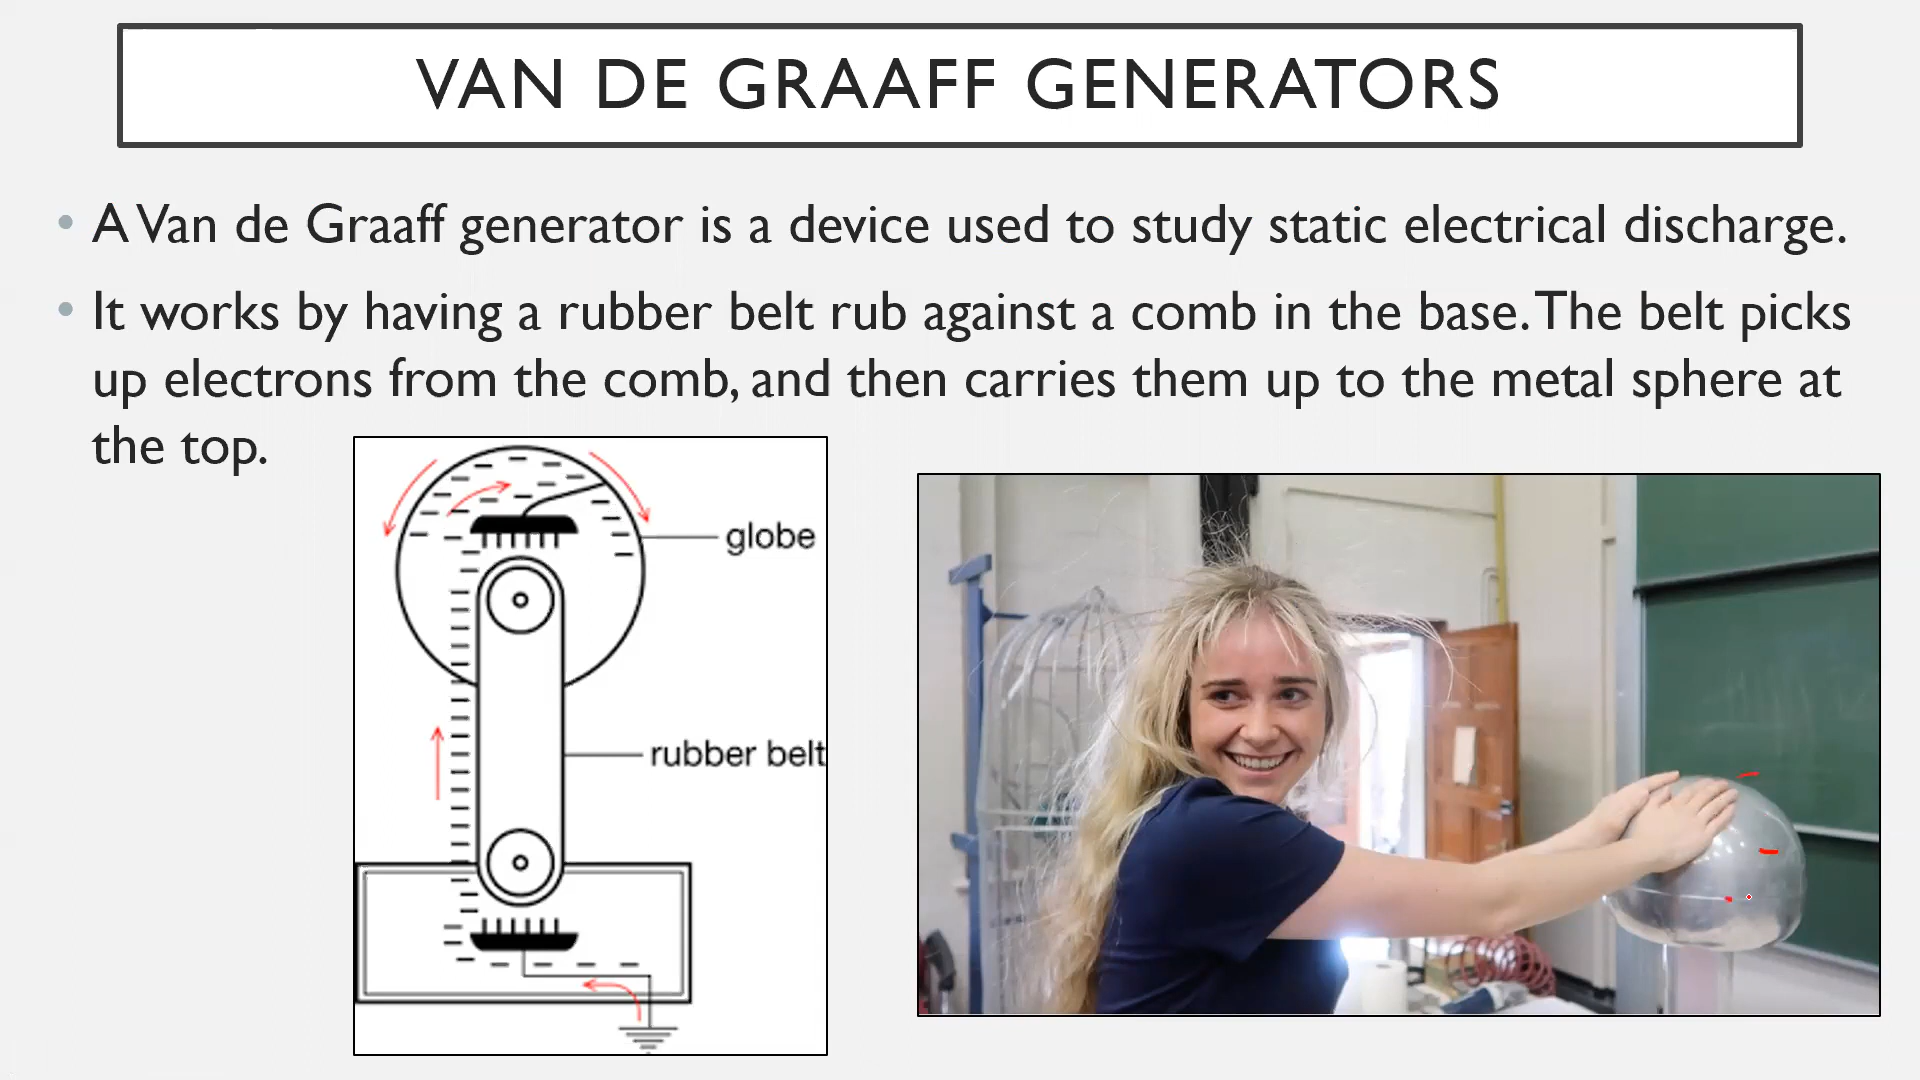 VAN DE GRAAFF GENERATORS
• A Van de Graaff generator is a device used to study static electrical discharge.
• It works by having a rubber belt rub against a comb in the base. The belt picks
up electrons from the comb, and then carries them up to the metal sphere at
the top.
globe
rubber belt